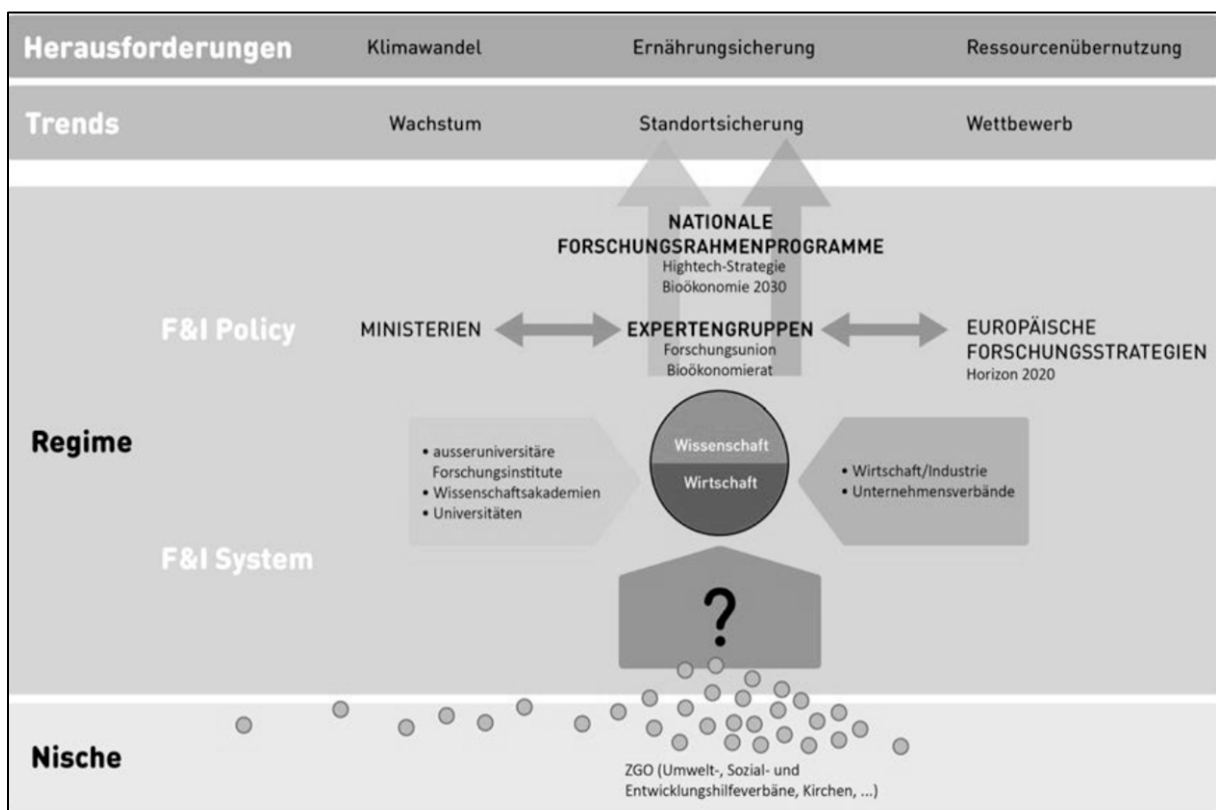 Herausforderungen Klimawandel Ernährungsicherung Ressourcenübernutzung
Trends Wachstum Standortsicherung Wettbewerb
NATIONALE
FORSCHUNGSRAHMENPROGRAMME
Hightech-Strategie
Bioökonomie 2030
F&I Policy
MINISTERIEN
EXPERTENGRUPPEN
Forschungsunion
Bioökonomierat
EUROPÄISCHE
FORSCHUNGSSTRATEGIEN
Horizon 2020
Regime
• ausseruniversitäre
Forschungsinstitute
• Wissenschaftsakademien
• Universitäten
Wissenschaft
Wirtschaft
• Wirtschaft/Industrie
• Unternehmensverbände
F&I System
?
Nische
ZGO (Umwelt-, Sozial- und
Entwicklungshilfeverbäne, Kirchen, ...)